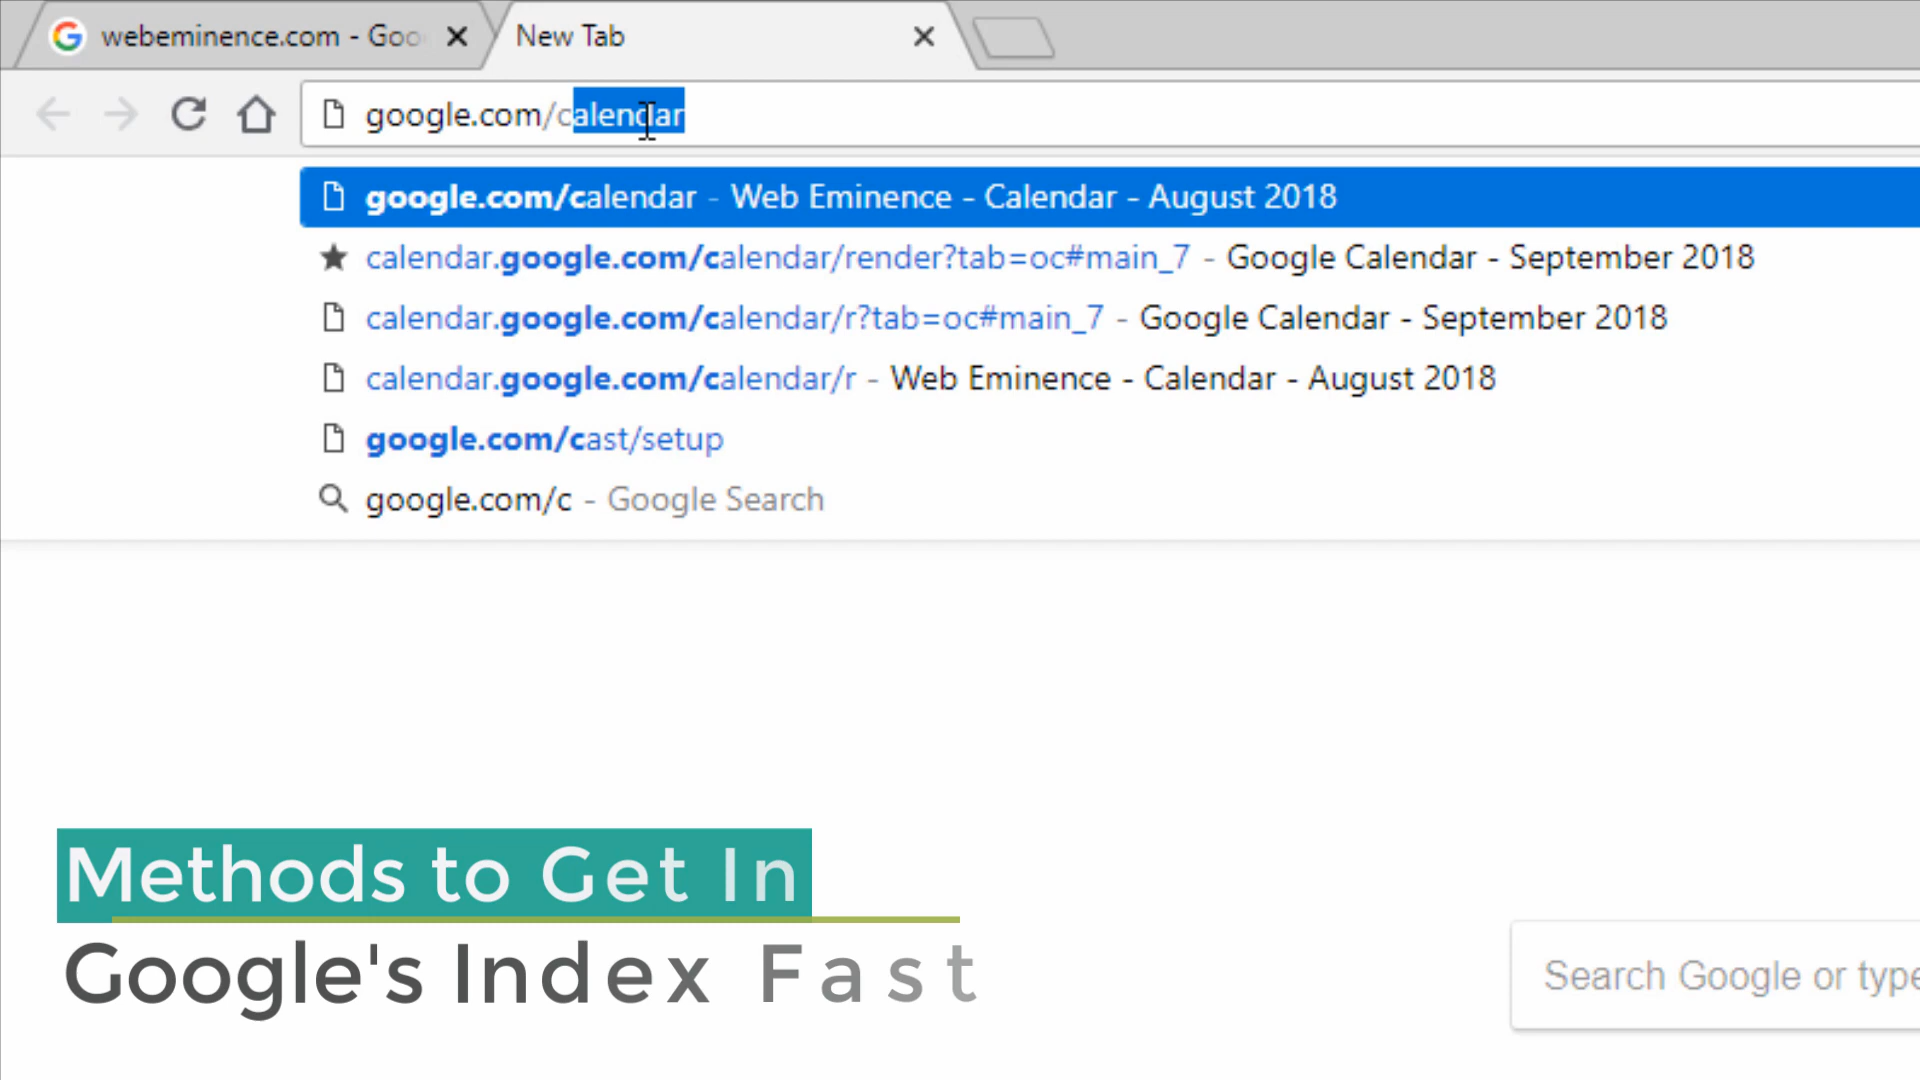 webeminence.com - Goo
New Tab
google.com/calendar
google.com/calendar - Web Eminence - Calendar - August 2018
calendar.google.com/calendar/render?tab=oc#main_7 - Google Calendar - September 2018
calendar.google.com/calendar/r?tab=oc#main_7 - Google Calendar - September 2018
calendar.google.com/calendar/r - Web Eminence - Calendar - August 2018
google.com/cast/setup
google.com/c - Google Search
Methods to Get In
Google's Index Fast
Search Google or type